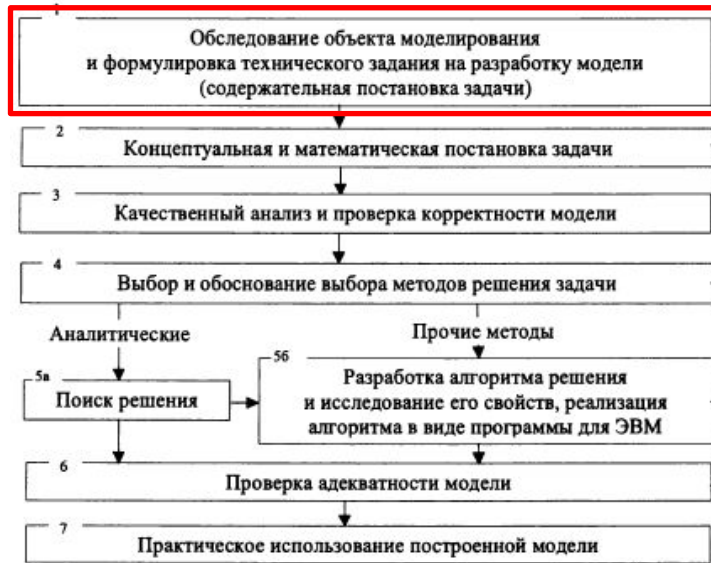 1
Обследование объекта моделирования
и формулировка технического задания на разработку модели
(содержательная постановка задачи)
2
Концептуальная и математическая постановка задачи
3
Качественный анализ и проверка корректности модели
4
Выбор и обоснование выбора методов решения задачи
Аналитические
Прочие методы
5а
Поиск решения
5б
Разработка алгоритма решения
и исследование его свойств, реализация
алгоритма в виде программы для ЭВМ
6
Проверка адекватности модели
7
Практическое использование построенной модели